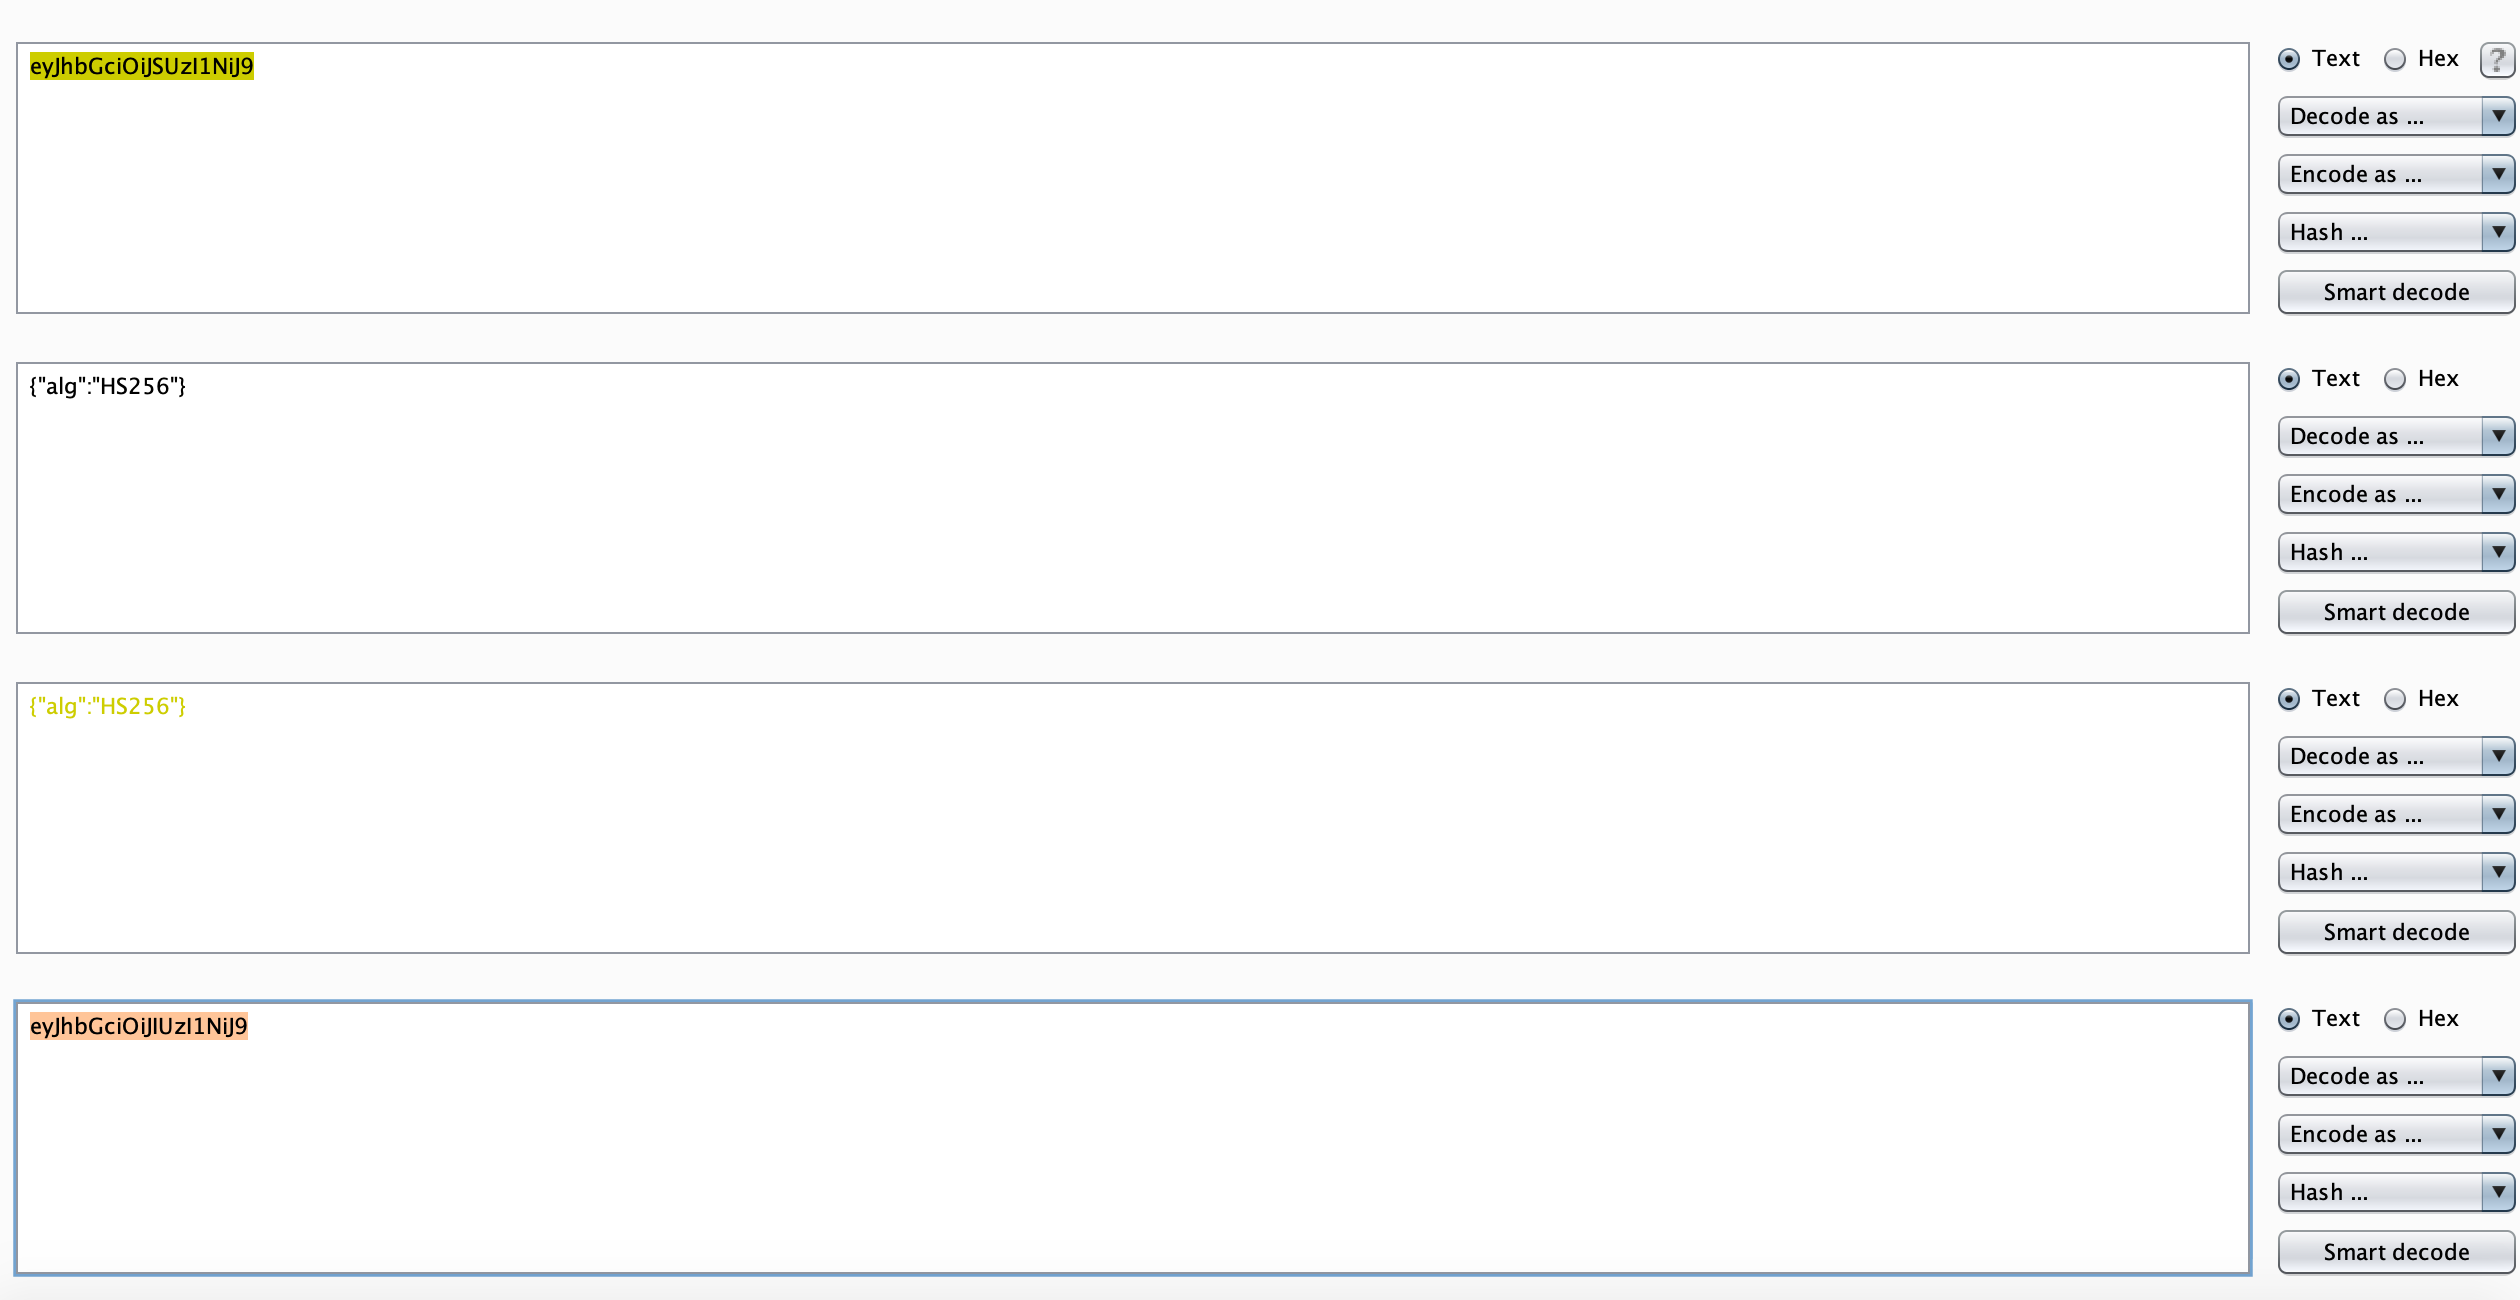 eyJhbGciOiJSUzI1NiJ9
Text Hex ?
Decode as ...
Encode as ...
Hash ...
Smart decode
{"alg":"HS256"}
Text Hex
Decode as ...
Encode as ...
Hash ...
Smart decode
{"alg":"HS256"}
Text Hex
Decode as ...
Encode as ...
Hash ...
Smart decode
eyJhbGciOiJIUzI1NiJ9
Text Hex
Decode as ...
Encode as ...
Hash ...
Smart decode